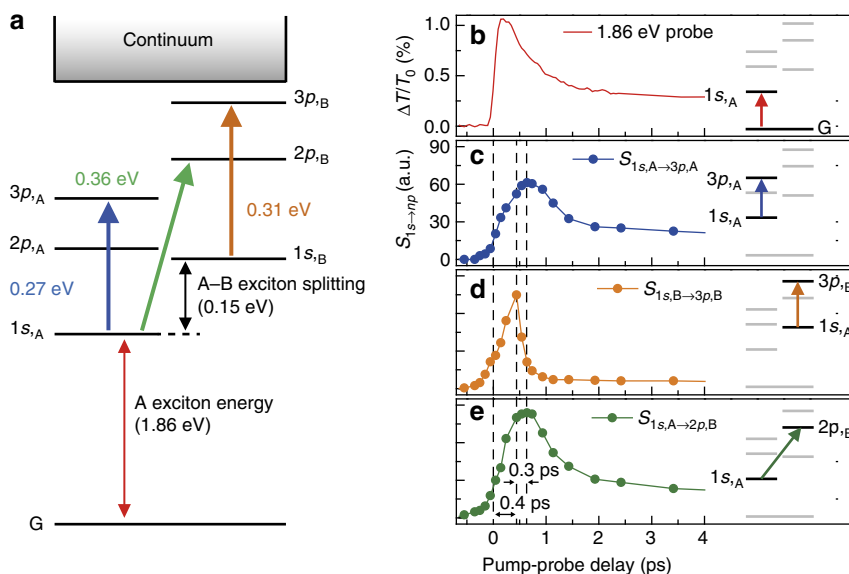 a
Continuum
3p,B
0.36 eV
2p,B
3p,A
0.31 eV
2p,A
1s,B
0.27 eV
A–B exciton splitting
(0.15 eV)
1s,A
A exciton energy
(1.86 eV)
G
b
1.86 eV probe
ΔT/T0 (%)
1.0
0.5
0.0
1s,A
G
c
S1s,A→3p,A
S1s→np (a.u.)
90
60
30
0
3p,A
1s,A
d
S1s,B→3p,B
3p,B
1s,A
e
S1s,A→2p,B
2p,B
1s,A
0.3 ps
0.4 ps
0 1 2 3 4
Pump-probe delay (ps)